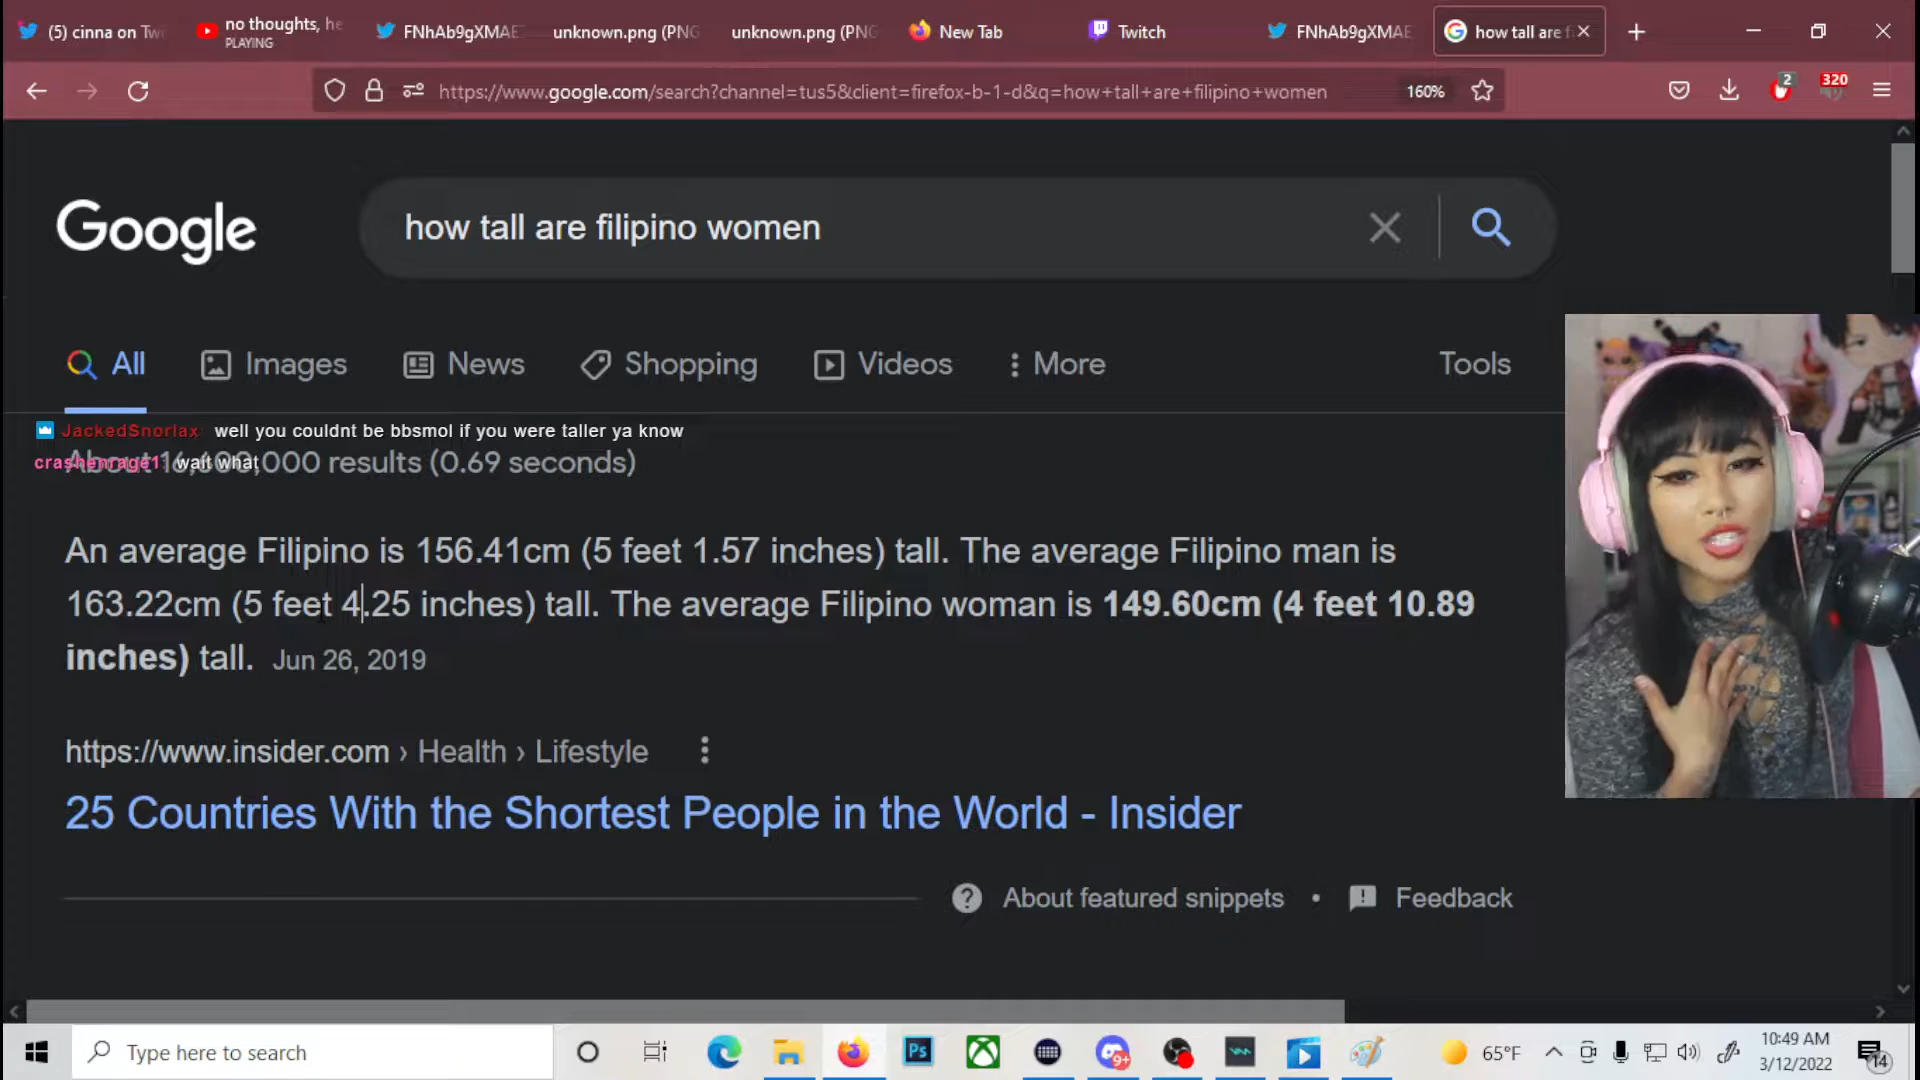 (5) cinna on Tw
no thoughts, he
PLAYING
FNhAb9gXMAE
unknown.png (PNG
unknown.png (PNG
New Tab
Twitch
FNhAb9gXMAE
how tall are f
https://www.google.com/search?channel=tus5&client=firefox-b-1-d&q=how+tall+are+filipino+women
160%
2
320
Google
how tall are filipino women
All
Images
News
Shopping
Videos
More
Tools
JackedSnorlax: well you couldnt be bbsmol if you were taller ya know
crashenrage1: wait what
About 16,600,000 results (0.69 seconds)
An average Filipino is 156.41cm (5 feet 1.57 inches) tall. The average Filipino man is
163.22cm (5 feet 4.25 inches) tall. The average Filipino woman is 149.60cm (4 feet 10.89
inches) tall. Jun 26, 2019
https://www.insider.com › Health › Lifestyle
25 Countries With the Shortest People in the World - Insider
About featured snippets • Feedback
Type here to search
Ps
99+
65°F
10:49 AM
3/12/2022
14